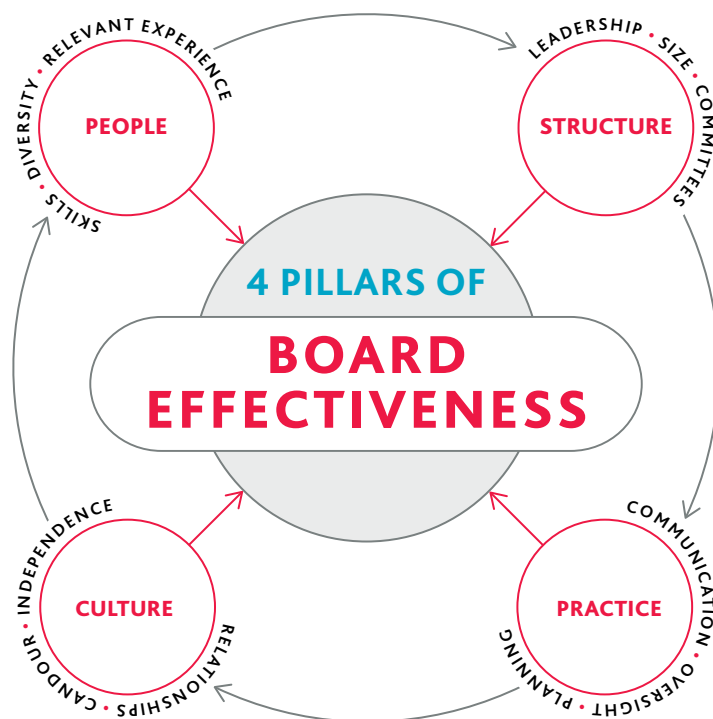 SKILLS • DIVERSITY • RELEVANT EXPERIENCE
PEOPLE
LEADERSHIP • SIZE • COMMITTEES
STRUCTURE
4 PILLARS OF
BOARD
EFFECTIVENESS
RELATIONSHIPS • CANDOUR • INDEPENDENCE
CULTURE
COMMUNICATION • OVERSIGHT • PLANNING
PRACTICE